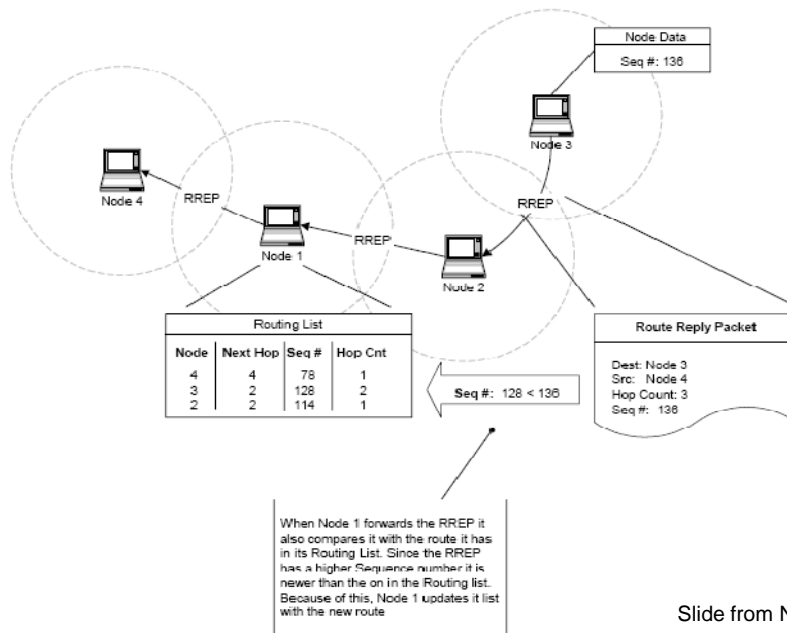 Node Data
Seq #: 136
Node 3
Node 4
RREP
RREP
Node 1
RREP
Node 2
Routing List
Node Next Hop Seq # Hop Cnt
4 4 78 1
3 2 128 2
2 2 114 1
Seq #: 128 < 136
Route Reply Packet
Dest: Node 3
Src: Node 4
Hop Count: 3
Seq #: 136
When Node 1 forwards the RREP it
also compares it with the route it has
in its Routing List. Since the RREP
has a higher Sequence number it is
newer than the on in the Routing list.
Because of this, Node 1 updates it list
with the new route
Slide from N